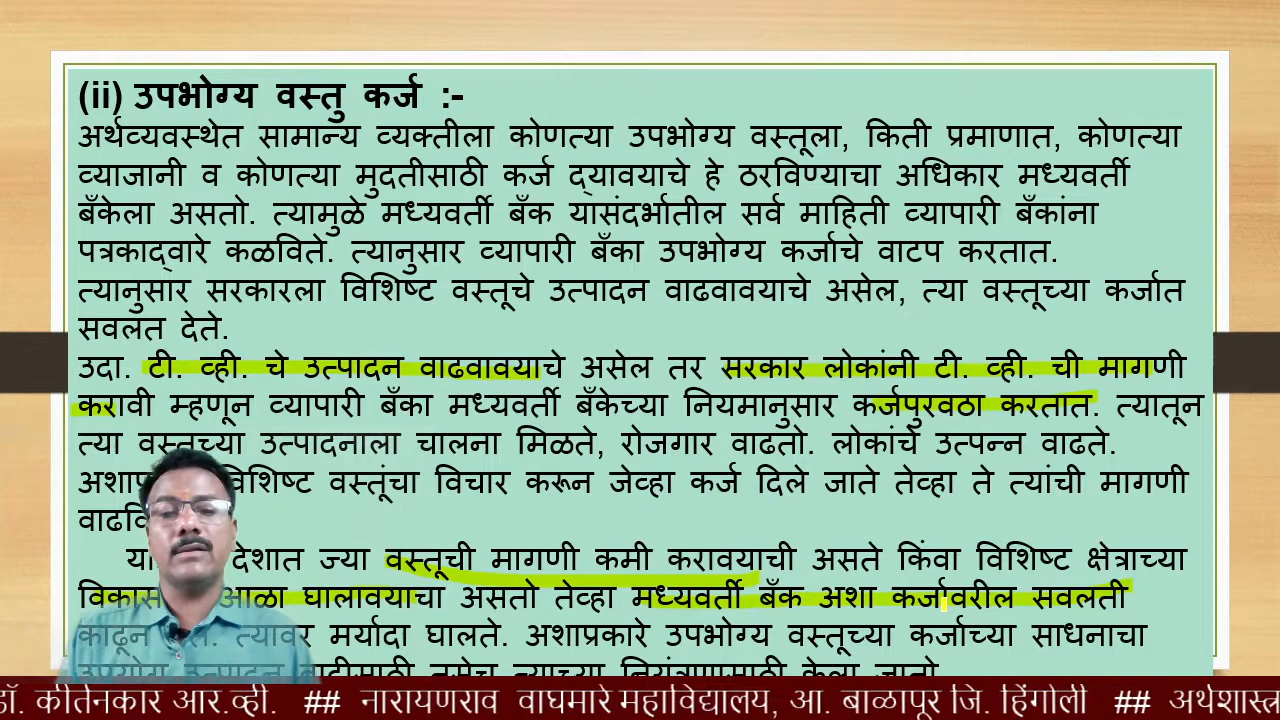 (ii) उपभोग्य वस्तु कर्ज :-
अर्थव्यवस्थेत सामान्य व्यक्तीला कोणत्या उपभोग्य वस्तूला, किती प्रमाणात, कोणत्या
व्याजानी व कोणत्या मुदतीसाठी कर्ज द्यावयाचे हे ठरविण्याचा अधिकार मध्यवर्ती
बँकेला असतो. त्यामुळे मध्यवर्ती बँक यासंदर्भातील सर्व माहिती व्यापारी बँकांना
पत्रकाद्वारे कळविते. त्यानुसार व्यापारी बँका उपभोग्य कर्जाचे वाटप करतात.
त्यानुसार सरकारला विशिष्ट वस्तूचे उत्पादन वाढवावयाचे असेल, त्या वस्तूच्या कर्जात
सवलत देते.
उदा. टी. व्ही. चे उत्पादन वाढवावयाचे असेल तर सरकार लोकांनी टी. व्ही. ची मागणी
करावी म्हणून व्यापारी बँका मध्यवर्ती बँकेच्या नियमानुसार कर्जपुरवठा करतात. त्यातून
त्या वस्तूच्या उत्पादनाला चालना मिळते, रोजगार वाढतो. लोकांचे उत्पन्न वाढते.
विशिष्ट वस्तूंचा विचार करून जेव्हा कर्ज दिले जाते तेव्हा ते त्यांची मागणी
देशात ज्या वस्तूची मागणी कमी करावयाची असते किंवा विशिष्ट क्षेत्राच्या
आळा घालावयाचा असतो तेव्हा मध्यवर्ती बँक अशा कर्जावरील सवलती
काढून त्यावर मर्यादा घालते. अशाप्रकारे उपभोग्य वस्तूच्या कर्जाच्या साधनाचा
उपयोग उत्पादन वाढीसाठी तसेच त्याच्या नियंत्रणासाठी केला जातो
डॉ. कीर्तनकार आर.व्ही. ## नारायणराव वाघमारे महाविद्यालय, आ. बाळापूर जि. हिंगोली ## अर्थशास्त्र